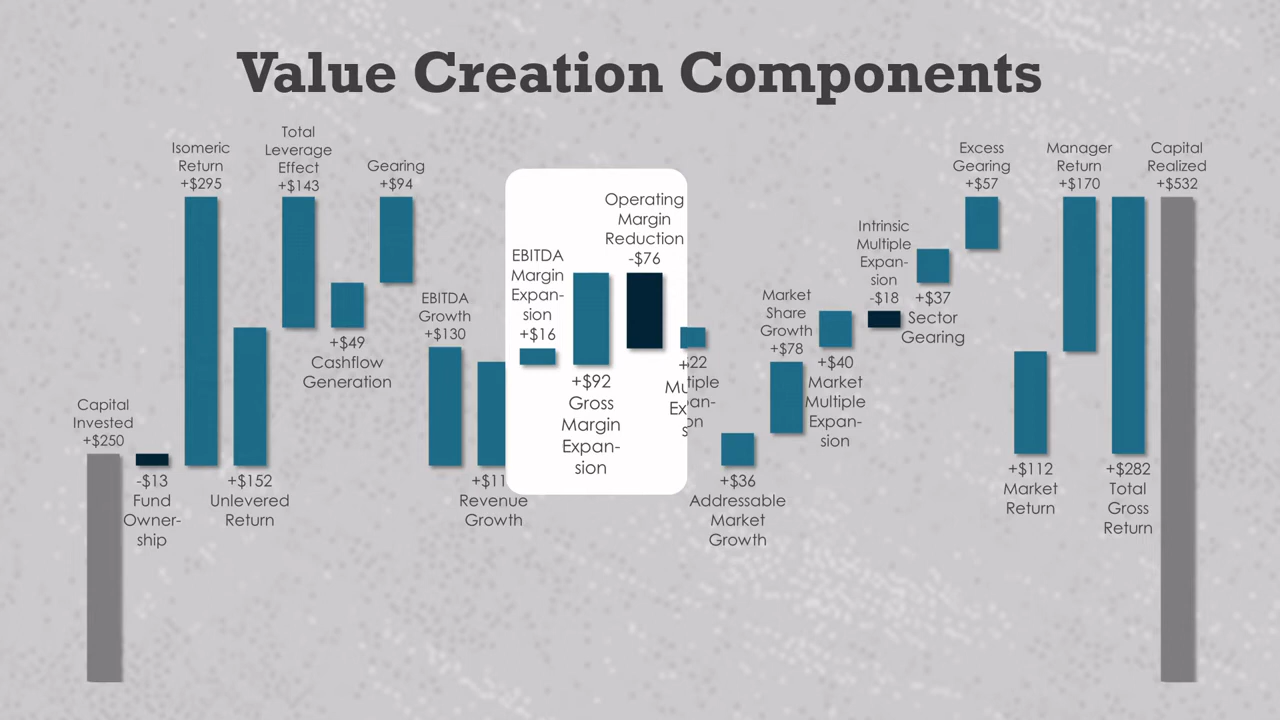 Value Creation Components
Capital
Invested
+$250
-$13
Fund
Owner-
ship
Isomeric
Return
+$295
+$152
Unlevered
Return
Total
Leverage
Effect
+$143
+$49
Cashflow
Generation
Gearing
+$94
EBITDA
Growth
+$130
+$11
Revenue
Growth
EBITDA
Margin
Expan-
sion
+$16
+$92
Gross
Margin
Expan-
sion
Operating
Margin
Reduction
-$76
+$36
Addressable
Market
Growth
Market
Share
Growth
+$78
+$40
Market
Multiple
Expan-
sion
Intrinsic
Multiple
Expan-
sion
-$18
+$37
Sector
Gearing
Excess
Gearing
+$57
+$112
Market
Return
Manager
Return
+$170
+$282
Total
Gross
Return
Capital
Realized
+$532